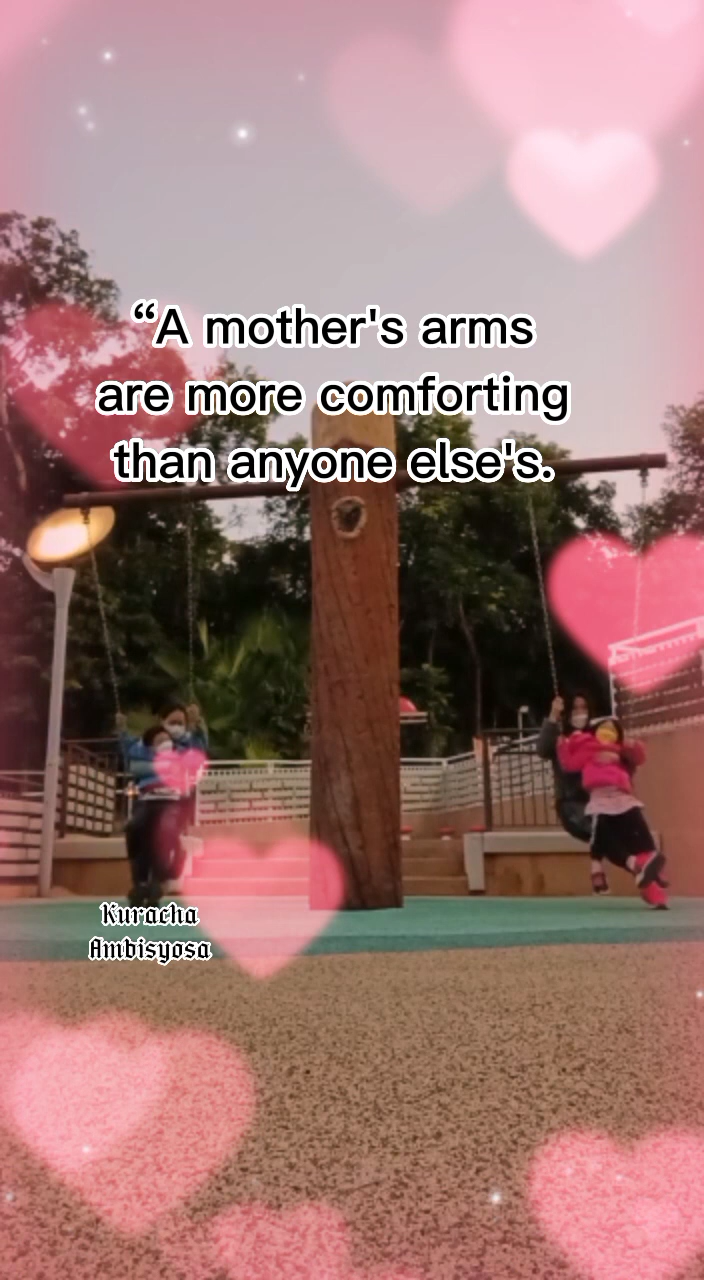 “A mother's arms
are more comforting
than anyone else's.
Kuracha
Ambisyosa